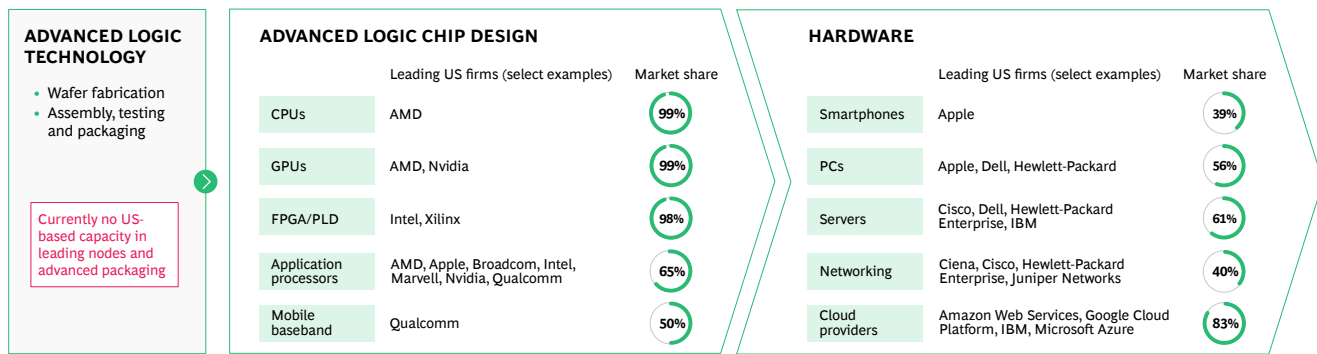 ADVANCED LOGIC
TECHNOLOGY
• Wafer fabrication
• Assembly, testing
and packaging
Currently no US-
based capacity in
leading nodes and
advanced packaging
ADVANCED LOGIC CHIP DESIGN
Leading US firms (select examples) Market share
CPUs AMD 99%
GPUs AMD, Nvidia 99%
FPGA/PLD Intel, Xilinx 98%
Application
processors
AMD, Apple, Broadcom, Intel,
Marvell, Nvidia, Qualcomm
65%
Mobile
baseband
Qualcomm
50%
HARDWARE
Leading US firms (select examples) Market share
Smartphones Apple 39%
PCs Apple, Dell, Hewlett-Packard 56%
Servers
Cisco, Dell, Hewlett-Packard
Enterprise, IBM
61%
Networking
Ciena, Cisco, Hewlett-Packard
Enterprise, Juniper Networks
40%
Cloud
providers
Amazon Web Services, Google Cloud
Platform, IBM, Microsoft Azure
83%